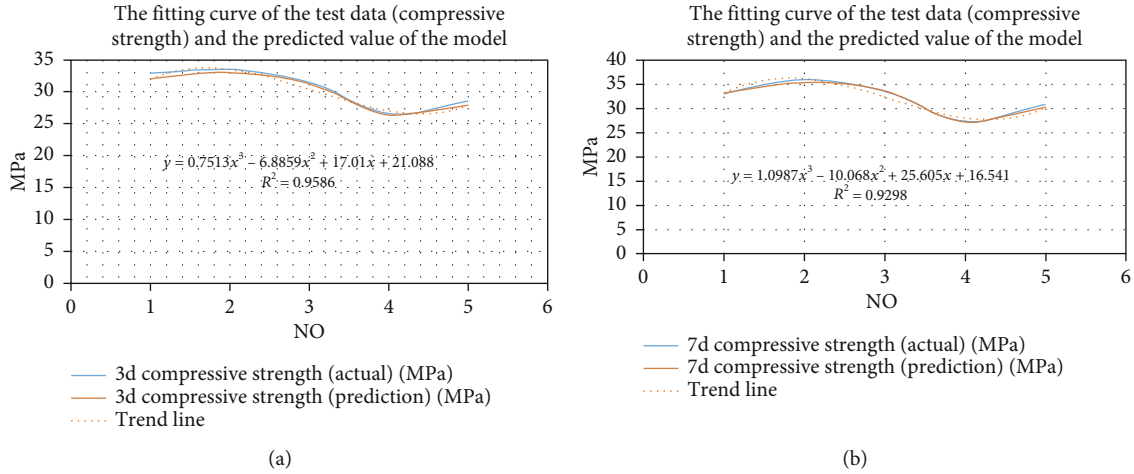 The fitting curve of the test data (compressive
strength) and the predicted value of the model
35
30
25
20
15
10
5
0
MPa
y = 0.7513x³ – 6.8859x² + 17.01x + 21.088
R² = 0.9586
0 1 2 3 4 5 6
NO
3d compressive strength (actual) (MPa)
3d compressive strength (prediction) (MPa)
Trend line
(a)
The fitting curve of the test data (compressive
strength) and the predicted value of the model
40
35
30
25
20
15
10
5
0
MPa
y = 1.0987x³ – 10.068x² + 25.605x + 16.541
R² = 0.9298
0 1 2 3 4 5 6
NO
7d compressive strength (actual) (MPa)
7d compressive strength (prediction) (MPa)
Trend line
(b)